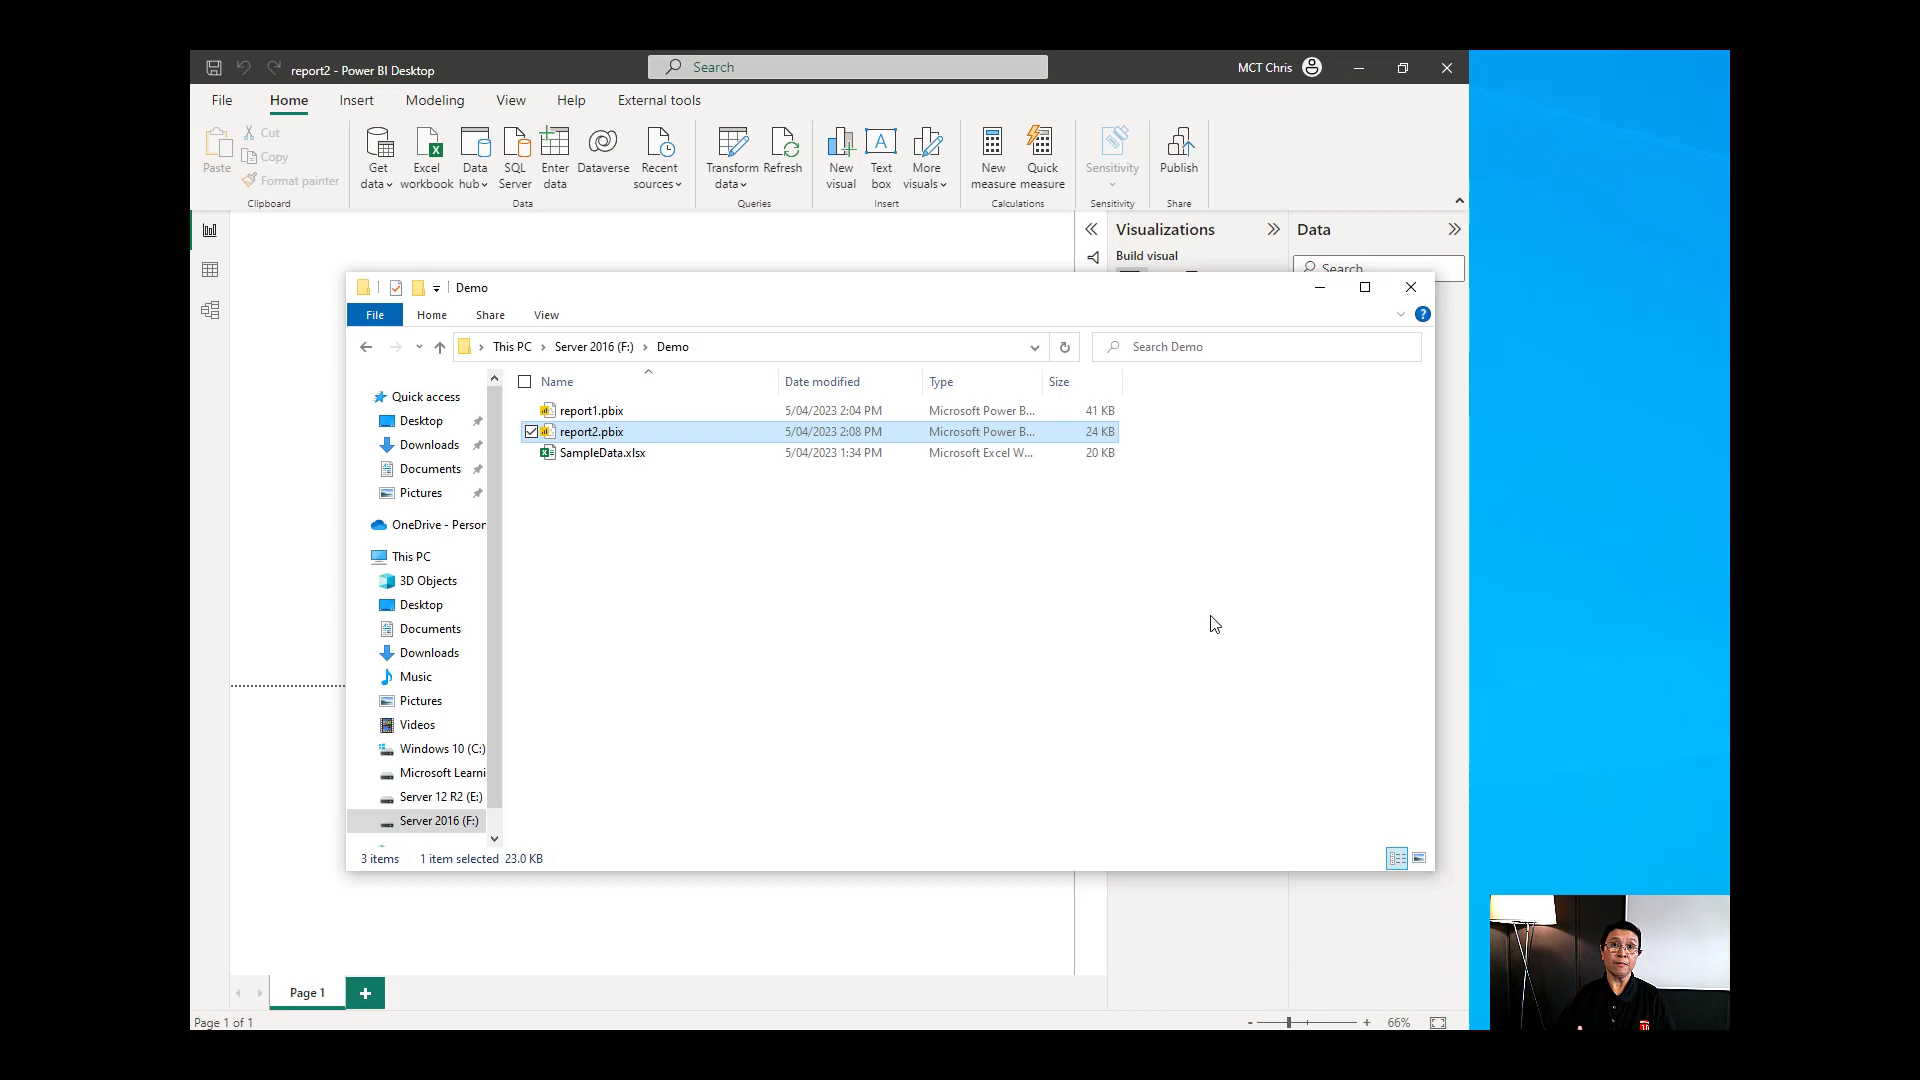 report2 - Power BI Desktop
Search
MCT Chris
File
Home
Insert
Modeling
View
Help
External tools
Paste
Cut
Copy
Format painter
Clipboard
Get data
Excel workbook
Data hub
SQL Server
Enter data
Dataverse
Recent sources
Data
Transform data
Refresh
Queries
New visual
Text box
More visuals
Insert
New measure
Quick measure
Calculations
Sensitivity
Sensitivity
Publish
Share
Visualizations
Data
Build visual
Search
Demo
File
Home
Share
View
This PC
Server 2016 (F:)
Demo
Search Demo
Name
Date modified
Type
Size
report1.pbix 5/04/2023 2:04 PM Microsoft Power B... 41 KB
report2.pbix 5/04/2023 2:08 PM Microsoft Power B... 24 KB
SampleData.xlsx 5/04/2023 1:34 PM Microsoft Excel W... 20 KB
Quick access
Desktop
Downloads
Documents
Pictures
OneDrive - Person
This PC
3D Objects
Desktop
Documents
Downloads
Music
Pictures
Videos
Windows 10 (C:)
Microsoft Learni
Server 12 R2 (E:)
Server 2016 (F:)
3 items
1 item selected 23.0 KB
Page 1
Page 1 of 1
66%